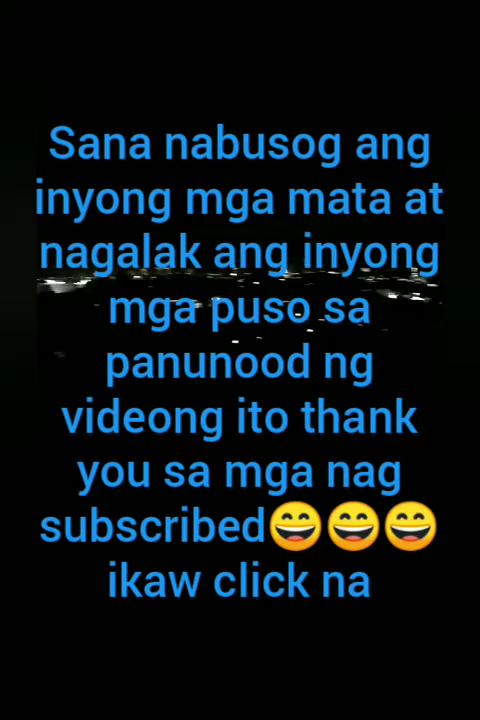 Sana nabusog ang
inyong mga mata at
nagalak ang inyong
mga puso sa
panunood ng
videong ito thank
you sa mga nag
subscribed😄😄😄
ikaw click na